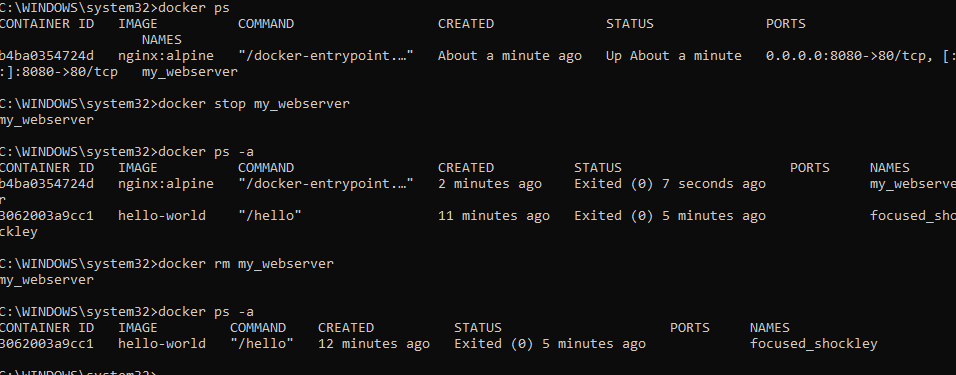 C:\WINDOWS\system32>docker ps
CONTAINER ID   IMAGE          COMMAND                  CREATED              STATUS              PORTS
                  NAMES
b4ba0354724d   nginx:alpine   "/docker-entrypoint.…"   About a minute ago   Up About a minute   0.0.0.0:8080->80/tcp, [:
:]:8080->80/tcp   my_webserver
C:\WINDOWS\system32>docker stop my_webserver
my_webserver
C:\WINDOWS\system32>docker ps -a
CONTAINER ID   IMAGE          COMMAND                  CREATED          STATUS                     PORTS     NAMES
b4ba0354724d   nginx:alpine   "/docker-entrypoint.…"   2 minutes ago    Exited (0) 7 seconds ago             my_webserve
r
3062003a9cc1   hello-world    "/hello"                 11 minutes ago   Exited (0) 5 minutes ago             focused_sho
ckley
C:\WINDOWS\system32>docker rm my_webserver
my_webserver
C:\WINDOWS\system32>docker ps -a
CONTAINER ID   IMAGE         COMMAND    CREATED          STATUS                     PORTS     NAMES
3062003a9cc1   hello-world   "/hello"   12 minutes ago   Exited (0) 5 minutes ago             focused_shockley
C:\WINDOWS\system32>